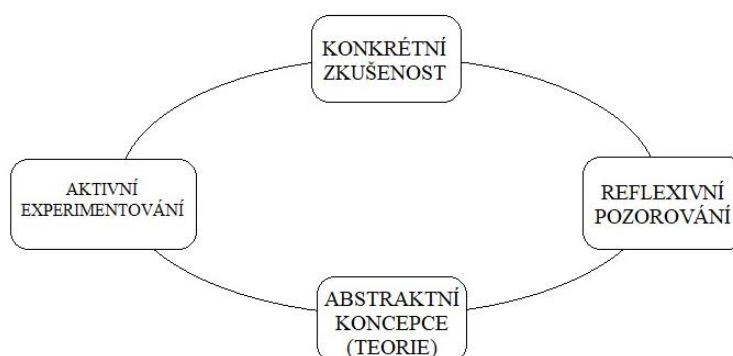 KONKRÉTNÍ
ZKUŠENOST
AKTIVNÍ
EXPERIMENTOVÁNÍ
REFLEXIVNÍ
POZOROVÁNÍ
ABSTRAKTNÍ
KONCEPCE
(TEORIE)